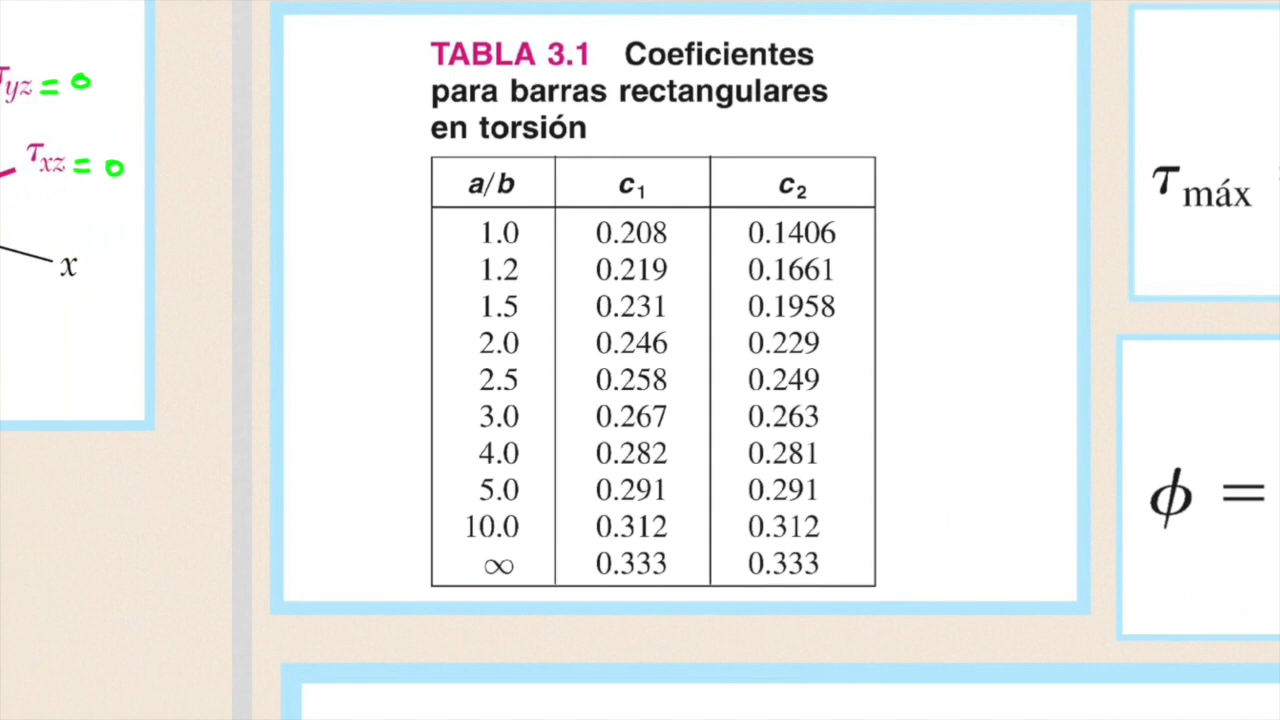 τyz = 0
τxz = 0
x
TABLA 3.1 Coeficientes
para barras rectangulares
en torsión
a/b c₁ c₂
1.0 0.208 0.1406
1.2 0.219 0.1661
1.5 0.231 0.1958
2.0 0.246 0.229
2.5 0.258 0.249
3.0 0.267 0.263
4.0 0.282 0.281
5.0 0.291 0.291
10.0 0.312 0.312
∞ 0.333 0.333
τmáx
ϕ =